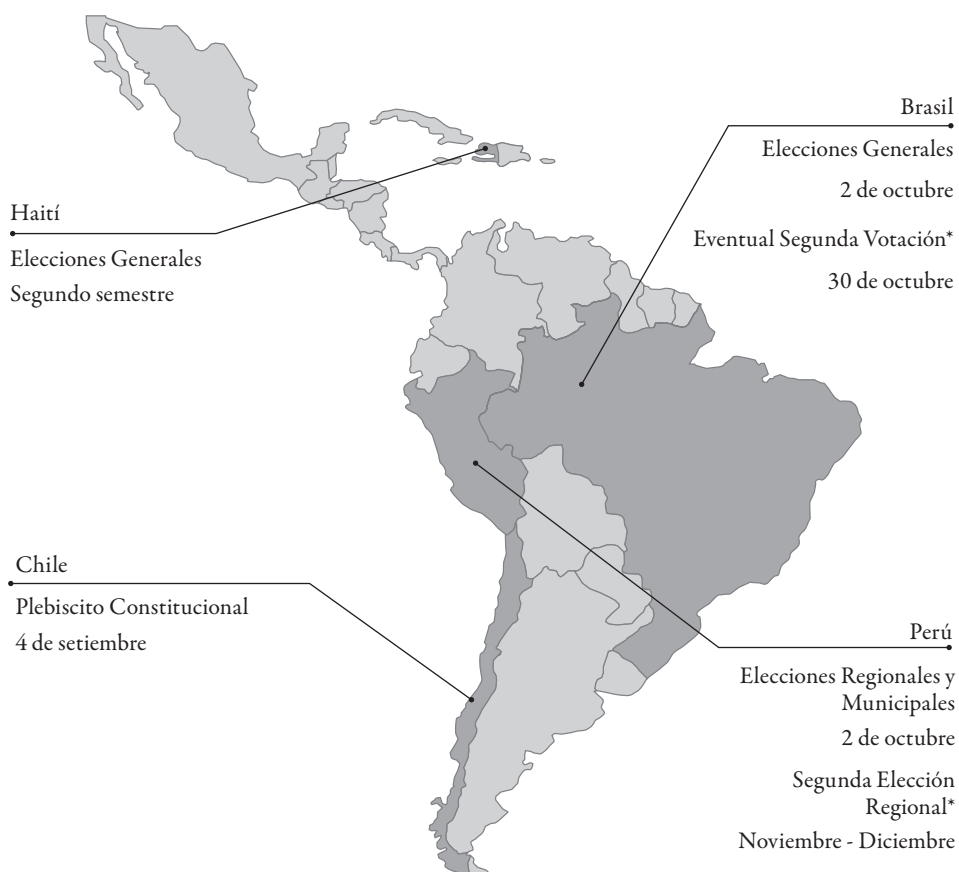 Haití
Elecciones Generales
Segundo semestre
Chile
Plebiscito Constitucional
4 de setiembre
Brasil
Elecciones Generales
2 de octubre
Eventual Segunda Votación*
30 de octubre
Perú
Elecciones Regionales y
Municipales
2 de octubre
Segunda Elección
Regional*
Noviembre - Diciembre